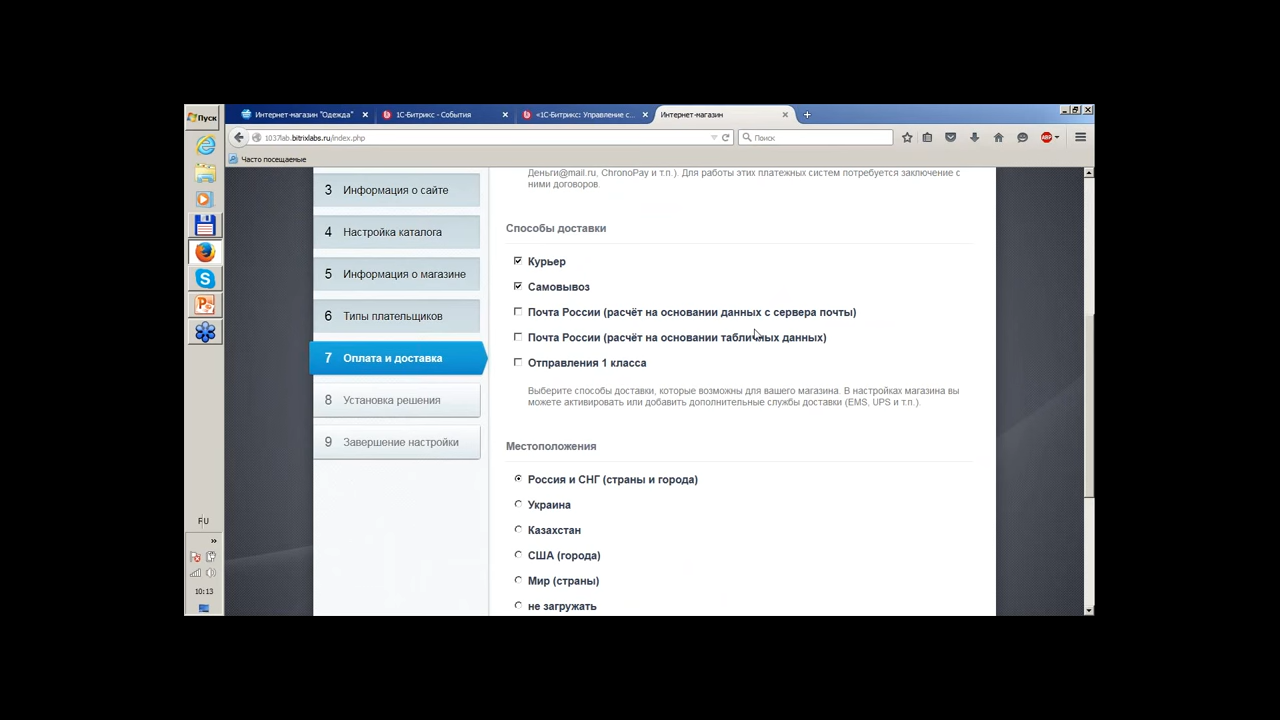 Пуск
Интернет-магазин "Одежда"
1С-Битрикс - События
«1С-Битрикс: Управление с...
Интернет-магазин
1037lab.bitrixlabs.ru/index.php
Поиск
ABP
Часто посещаемые
Деньги@mail.ru, ChronoPay и т.п.). Для работы этих платежных систем потребуется заключение с
ними договоров.
3 Информация о сайте
4 Настройка каталога
5 Информация о магазине
6 Типы плательщиков
7 Оплата и доставка
8 Установка решения
9 Завершение настройки
Способы доставки
Курьер
Самовывоз
Почта России (расчёт на основании данных с сервера почты)
Почта России (расчёт на основании табличных данных)
Отправления 1 класса
Выберите способы доставки, которые возможны для вашего магазина. В настройках магазина вы
можете активировать или добавить дополнительные службы доставки (EMS, UPS и т.п.).
Местоположения
Россия и СНГ (страны и города)
Украина
Казахстан
США (города)
Мир (страны)
не загружать
RU
10:13